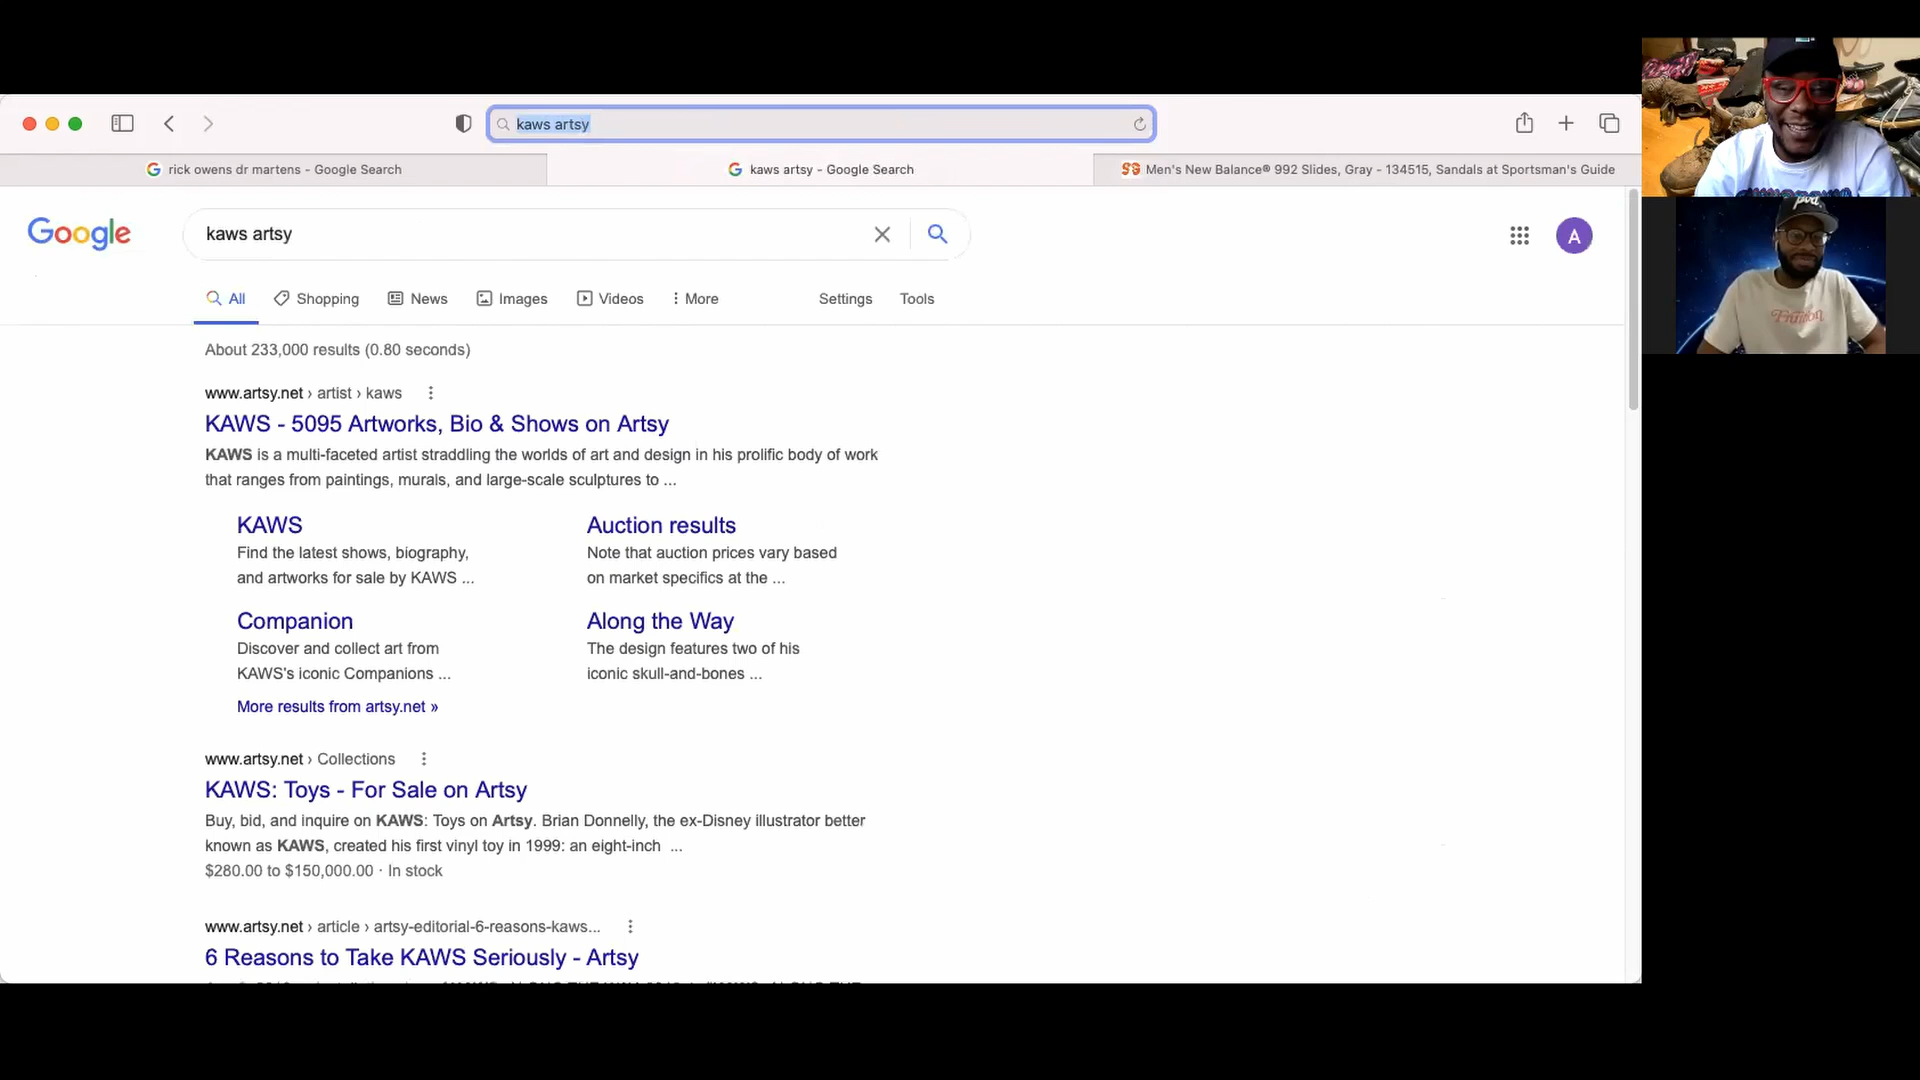 kaws artsy
rick owens dr martens - Google Search
kaws artsy - Google Search
Men's New Balance® 992 Slides, Gray - 134515, Sandals at Sportsman's Guide
Google
kaws artsy
A
All
Shopping
News
Images
Videos
More
Settings
Tools
About 233,000 results (0.80 seconds)
www.artsy.net › artist › kaws
KAWS - 5095 Artworks, Bio & Shows on Artsy
KAWS is a multi-faceted artist straddling the worlds of art and design in his prolific body of work
that ranges from paintings, murals, and large-scale sculptures to ...
KAWS
Find the latest shows, biography,
and artworks for sale by KAWS ...
Auction results
Note that auction prices vary based
on market specifics at the ...
Companion
Discover and collect art from
KAWS's iconic Companions ...
Along the Way
The design features two of his
iconic skull-and-bones ...
More results from artsy.net »
www.artsy.net › Collections
KAWS: Toys - For Sale on Artsy
Buy, bid, and inquire on KAWS: Toys on Artsy. Brian Donnelly, the ex-Disney illustrator better
known as KAWS, created his first vinyl toy in 1999: an eight-inch ...
$280.00 to $150,000.00 · In stock
www.artsy.net › article › artsy-editorial-6-reasons-kaws...
6 Reasons to Take KAWS Seriously - Artsy